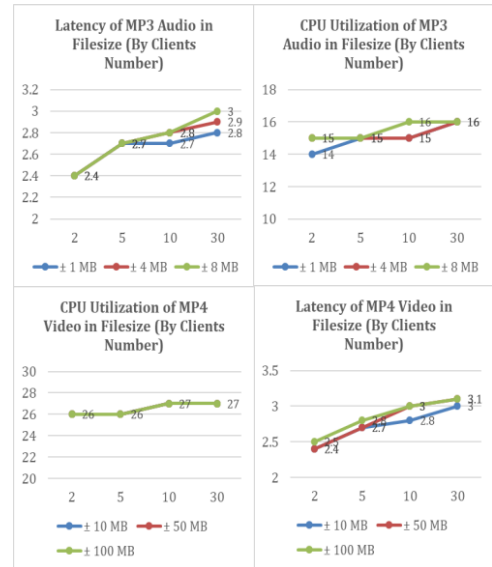 Latency of MP3 Audio in
Filesize (By Clients
Number)
3.2
3
2.8
2.6
2.4
2.2
2
2.4
2.7
2.7
2.8
2.8
2.9
3
2 5 10 30
± 1 MB ± 4 MB ± 8 MB
CPU Utilization of MP3
Audio in Filesize (By Clients
Number)
18
16
14
12
10
15
14
15
16
15
16
2 5 10 30
± 1 MB ± 4 MB ± 8 MB
CPU Utilization of MP4
Video in Filesize (By Clients
Number)
30
28
26
24
22
20
26 26 27 27
2 5 10 30
± 10 MB ± 50 MB
± 100 MB
Latency of MP4 Video in
Filesize (By Clients
Number)
3.5
3
2.5
2
2.5
2.4
2.8
2.7
3
2.8
3.1
3
2 5 10 30
± 10 MB ± 50 MB
± 100 MB